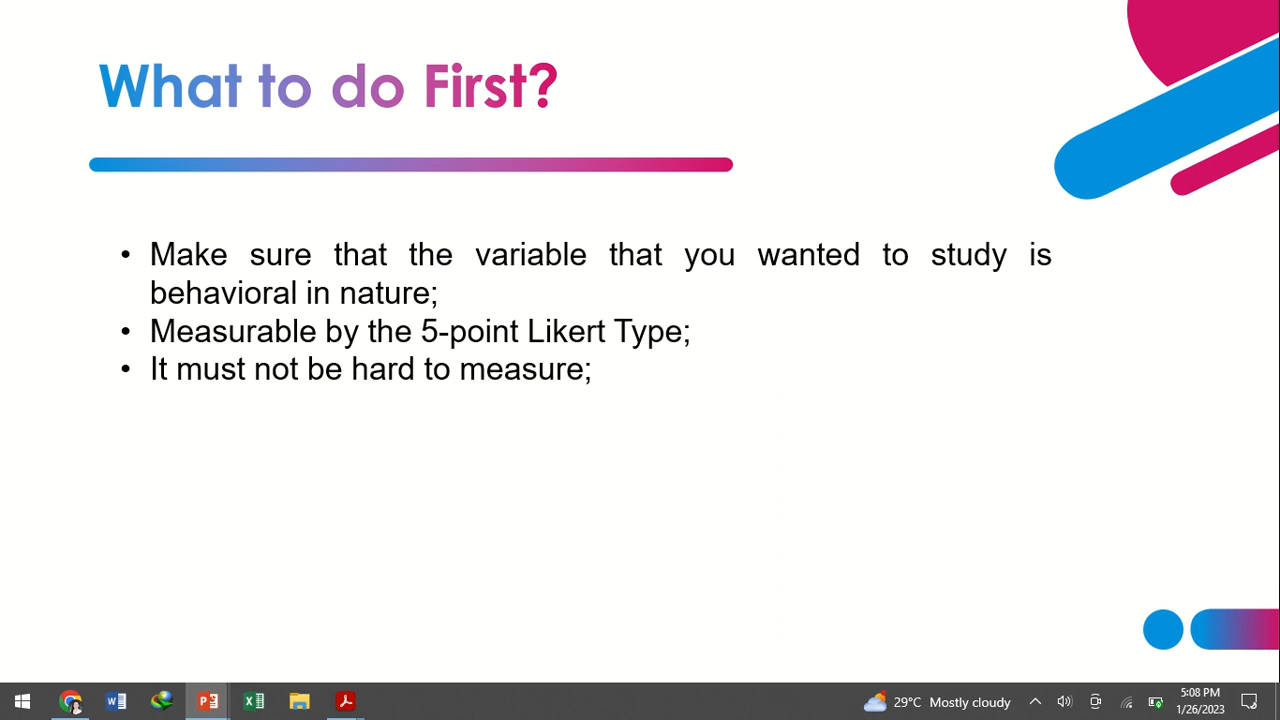 What to do First?
• Make sure that the variable that you wanted to study is
behavioral in nature;
• Measurable by the 5-point Likert Type;
• It must not be hard to measure;
29°C Mostly cloudy
5:08 PM
1/26/2023